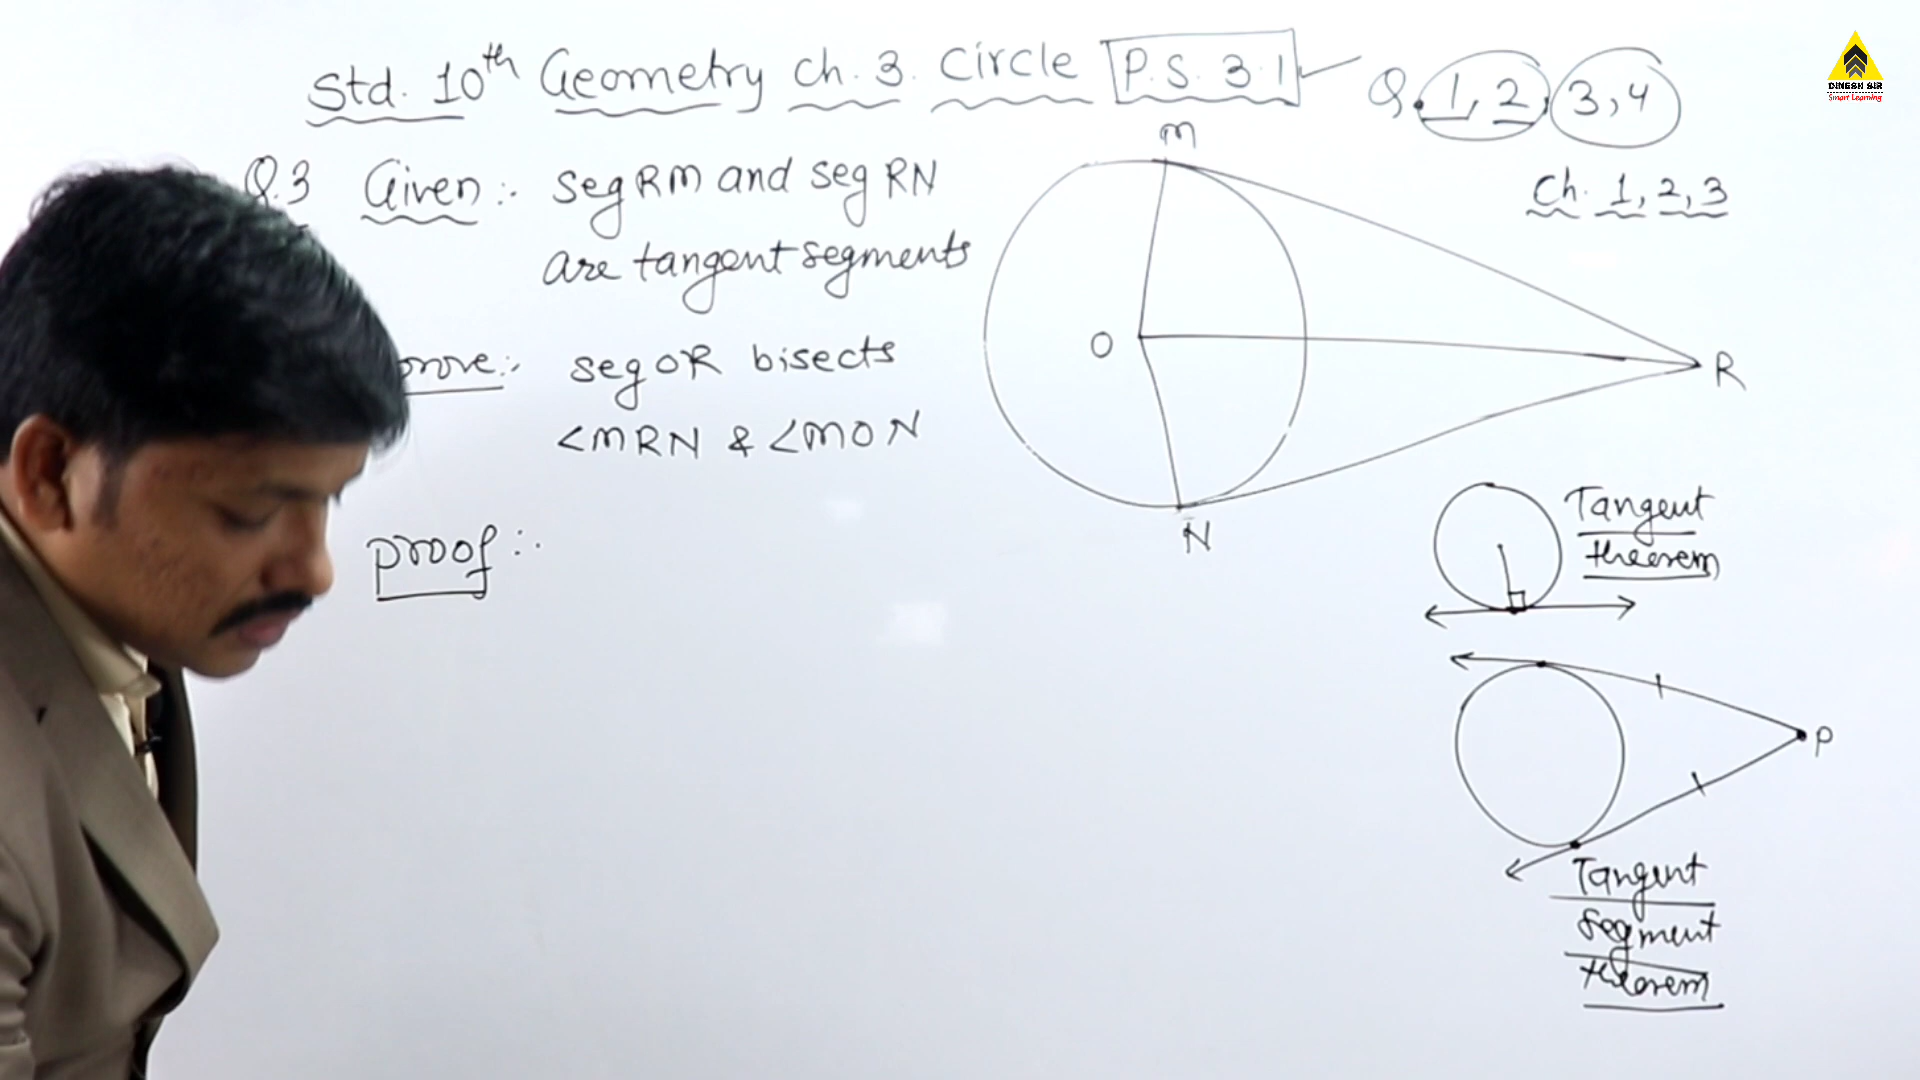 Std. 10th Geometry ch. 3. Circle P.S. 3.1 Q. 1, 2, 3, 4
Ch. 1, 2, 3
Q.3 Given :- seg RM and seg RN
are tangent segments
prove :- seg OR bisects
<MRN & <MON
proof :-
M
O
R
N
Tangent
theorem
P
Tangent
segment
theorem
DINESH SIR
Smart Learning